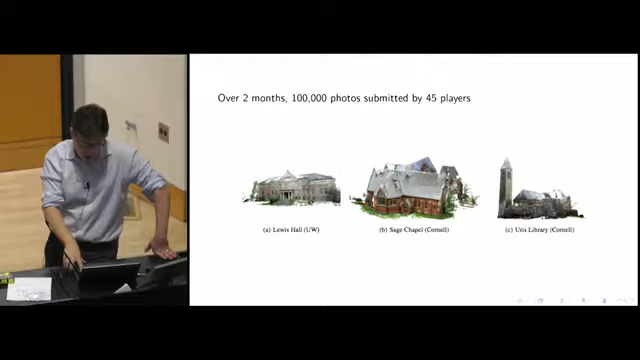 Over 2 months, 100,000 photos submitted by 45 players
(a) Lewis Hall (UW)
(b) Sage Chapel (Cornell)
(c) Uris Library (Cornell)